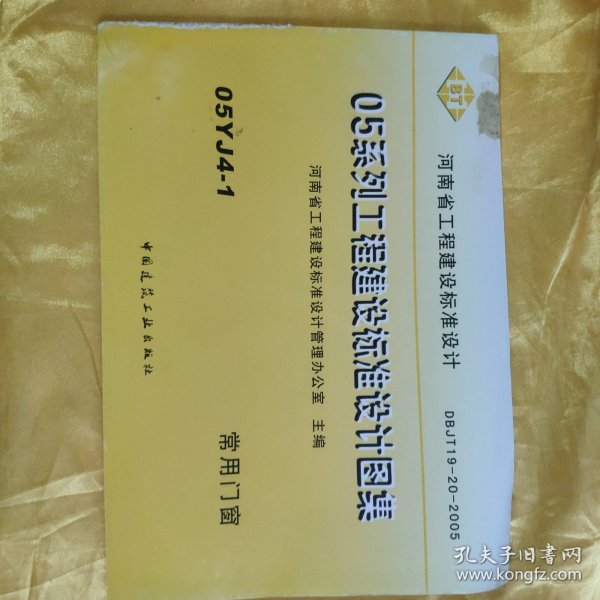 BT
河南省工程建设标准设计 DBJT19-20-2005
05系列工程建设标准设计图集
河南省工程建设标准设计管理办公室 主编
05YJ4-1 常用门窗
中国建筑工业出版社
孔夫子旧书网
www.kongfz.com